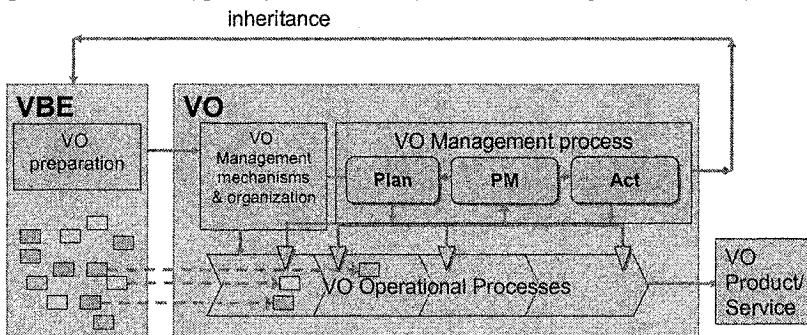 inheritance
VBE
VO
preparation
VO
VO
Management
mechanisms
& organization
VO Management process
Plan
PM
Act
VO Operational Processes
VO
Product/
Service